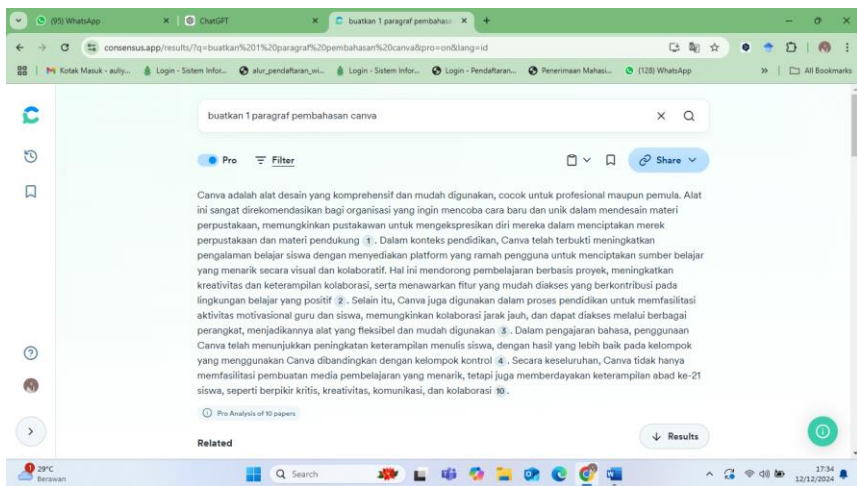 (95) WhatsApp
ChatGPT
buatkan 1 paragraf pembahasa
consensus.app/results/?q=buatkan%201%20paragraf%20pembahasan%20canva&pro=on&lang=id
Kotak Masuk - auliy...
Login - Sistem Infor...
alur_pendaftaran_wi...
Login - Sistem Infor...
Login - Pendaftaran...
Penerimaan Mahasi...
(128) WhatsApp
All Bookmarks
buatkan 1 paragraf pembahasan canva
Pro
Filter
Share
Canva adalah alat desain yang komprehensif dan mudah digunakan, cocok untuk profesional maupun pemula. Alat
ini sangat direkomendasikan bagi organisasi yang ingin mencoba cara baru dan unik dalam mendesain materi
perpustakaan, memungkinkan pustakawan untuk mengekspresikan diri mereka dalam menciptakan merek
perpustakaan dan materi pendukung 1 . Dalam konteks pendidikan, Canva telah terbukti meningkatkan
pengalaman belajar siswa dengan menyediakan platform yang ramah pengguna untuk menciptakan sumber belajar
yang menarik secara visual dan kolaboratif. Hal ini mendorong pembelajaran berbasis proyek, meningkatkan
kreativitas dan keterampilan kolaborasi, serta menawarkan fitur yang mudah diakses yang berkontribusi pada
lingkungan belajar yang positif 2 . Selain itu, Canva juga digunakan dalam proses pendidikan untuk memfasilitasi
aktivitas motivasional guru dan siswa, memungkinkan kolaborasi jarak jauh, dan dapat diakses melalui berbagai
perangkat, menjadikannya alat yang fleksibel dan mudah digunakan 3 . Dalam pengajaran bahasa, penggunaan
Canva telah menunjukkan peningkatan keterampilan menulis siswa, dengan hasil yang lebih baik pada kelompok
yang menggunakan Canva dibandingkan dengan kelompok kontrol 4 . Secara keseluruhan, Canva tidak hanya
memfasilitasi pembuatan media pembelajaran yang menarik, tetapi juga memberdayakan keterampilan abad ke-21
siswa, seperti berpikir kritis, kreativitas, komunikasi, dan kolaborasi 10 .
Pro Analysis of 10 papers
Related
Results
29°C
Berawan
Search
17:34
12/12/2024